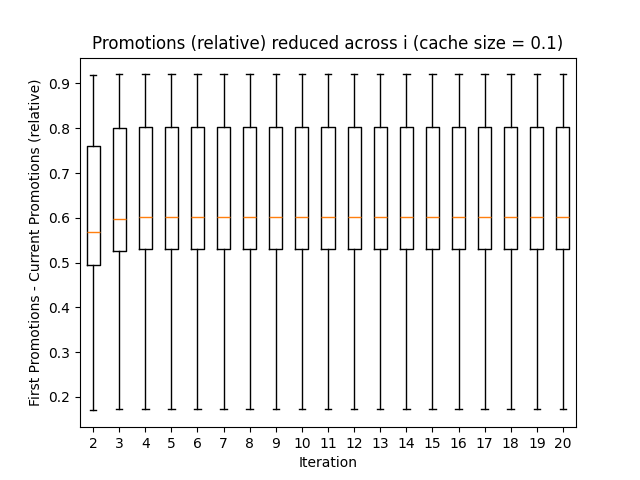 Promotions (relative) reduced across i (cache size = 0.1)
First Promotions - Current Promotions (relative)
0.9
0.8
0.7
0.6
0.5
0.4
0.3
0.2
2 3 4 5 6 7 8 9 10 11 12 13 14 15 16 17 18 19 20
Iteration